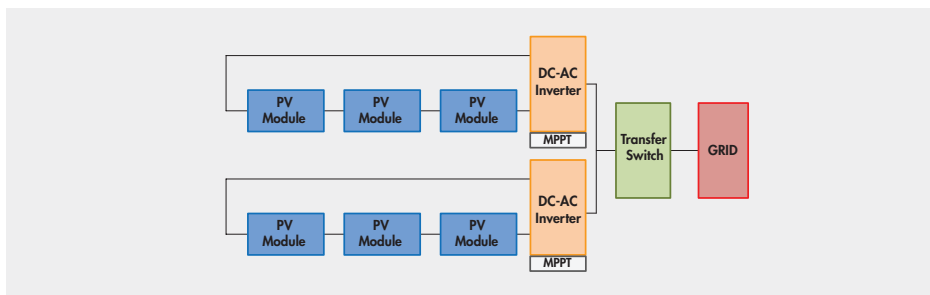 PV
Module
PV
Module
PV
Module
DC-AC
Inverter
MPPT
Transfer
Switch
GRID
PV
Module
PV
Module
PV
Module
DC-AC
Inverter
MPPT